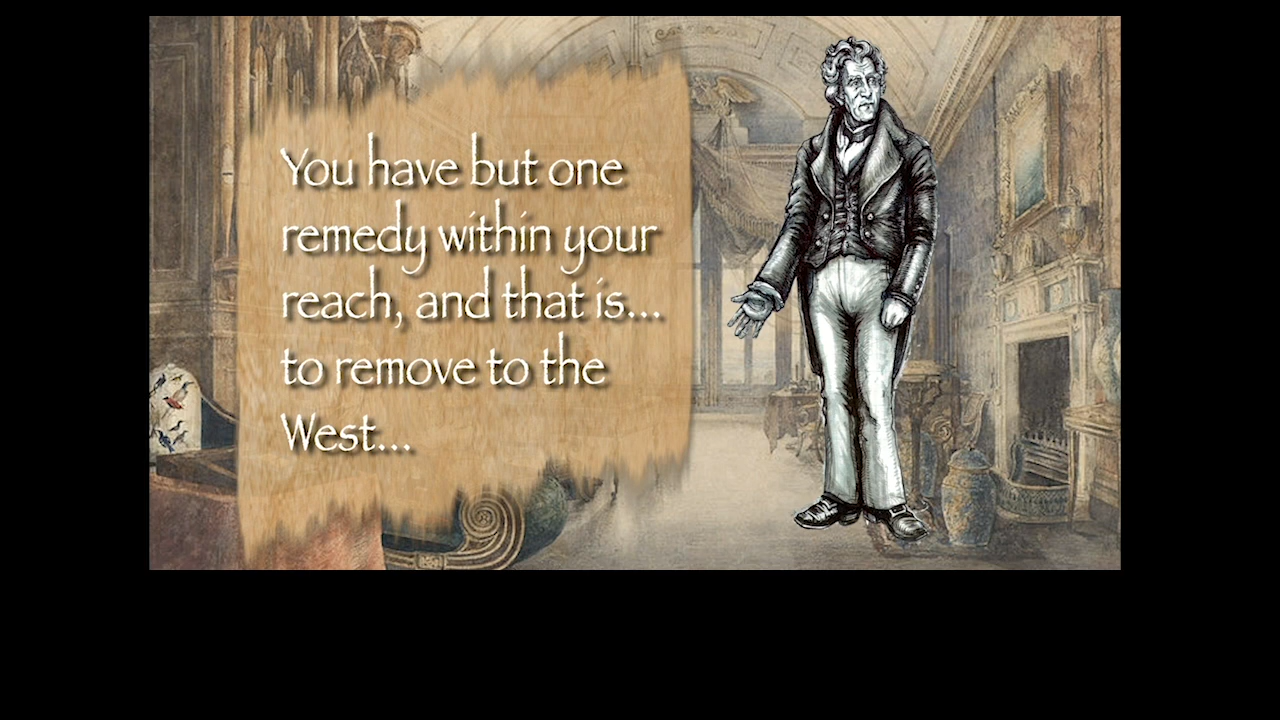 You have but one
remedy within your
reach, and that is...
to remove to the
West...